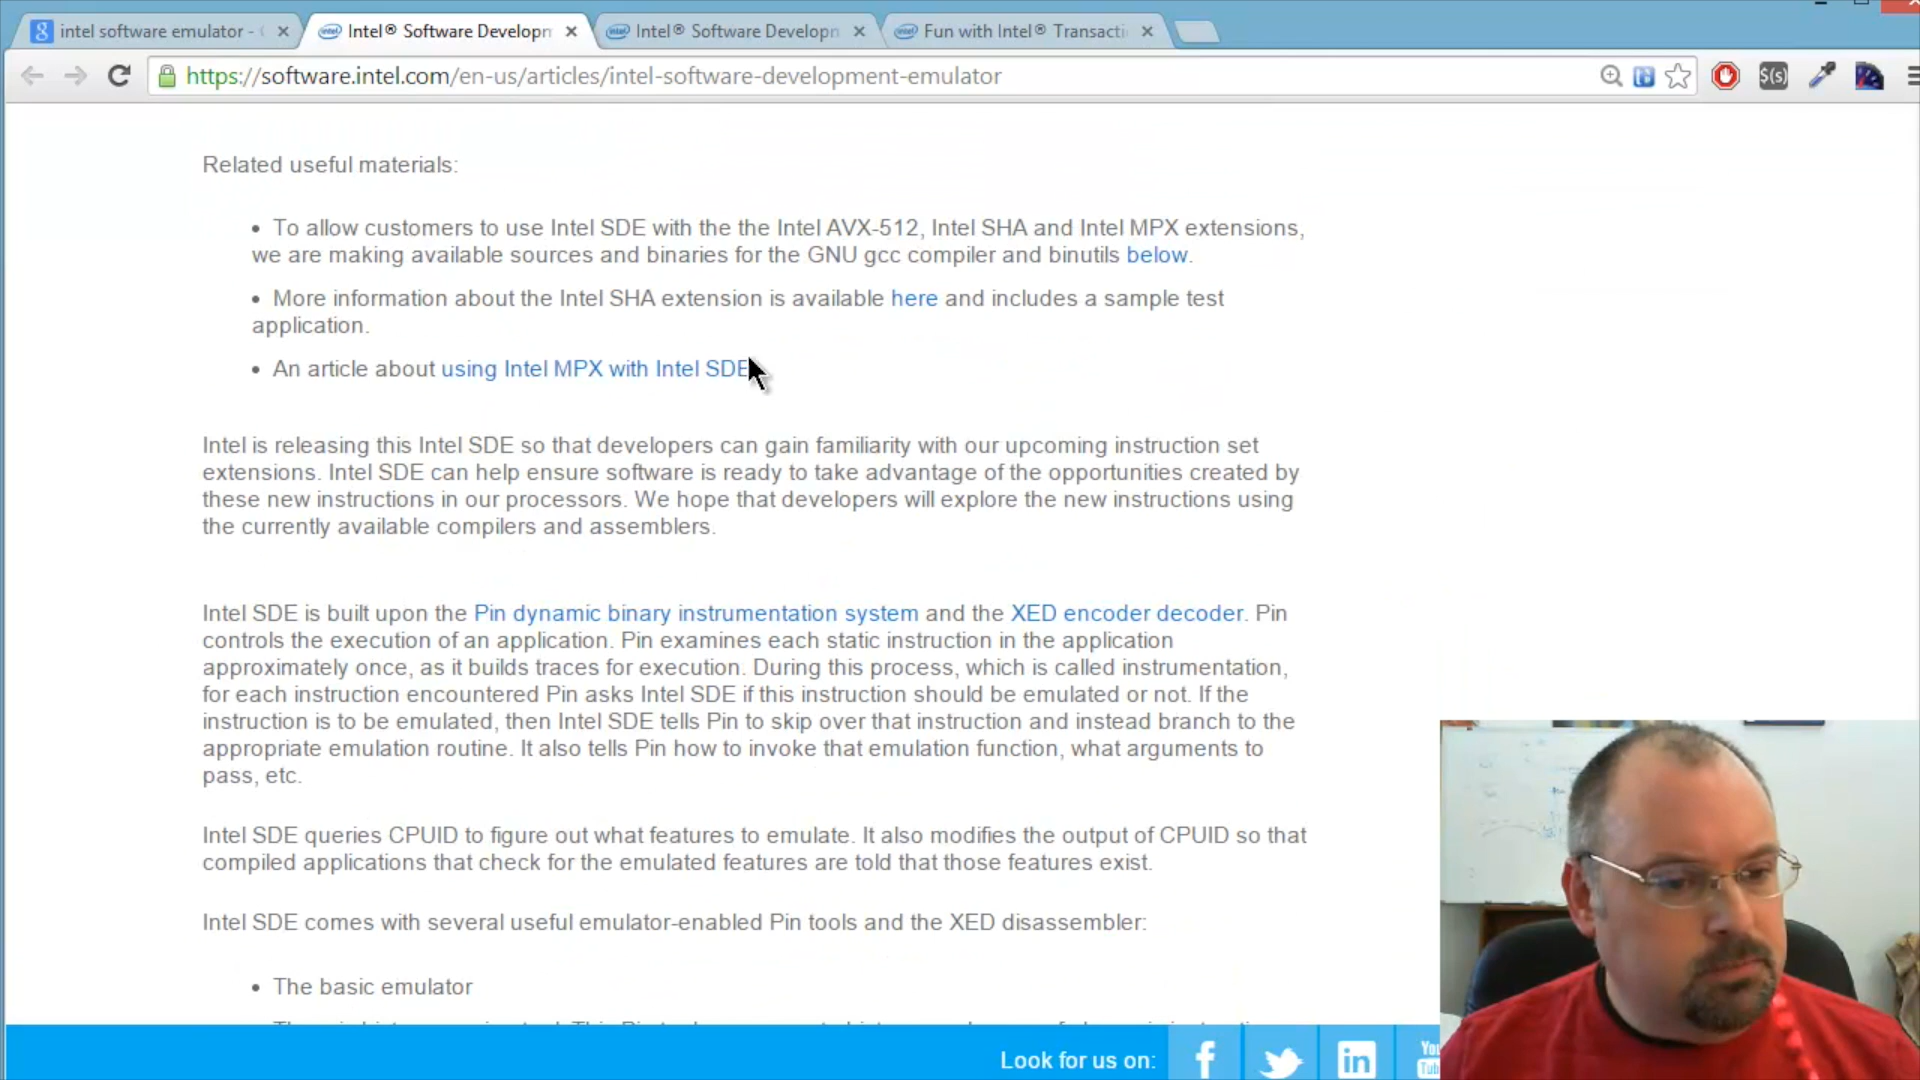 intel software emulator -
Intel® Software Developm
Intel® Software Developm
Fun with Intel® Transacti
https://software.intel.com/en-us/articles/intel-software-development-emulator
$(s)
Related useful materials:
• To allow customers to use Intel SDE with the the Intel AVX-512, Intel SHA and Intel MPX extensions,
we are making available sources and binaries for the GNU gcc compiler and binutils below.
• More information about the Intel SHA extension is available here and includes a sample test
application.
• An article about using Intel MPX with Intel SDE
Intel is releasing this Intel SDE so that developers can gain familiarity with our upcoming instruction set
extensions. Intel SDE can help ensure software is ready to take advantage of the opportunities created by
these new instructions in our processors. We hope that developers will explore the new instructions using
the currently available compilers and assemblers.
Intel SDE is built upon the Pin dynamic binary instrumentation system and the XED encoder decoder. Pin
controls the execution of an application. Pin examines each static instruction in the application
approximately once, as it builds traces for execution. During this process, which is called instrumentation,
for each instruction encountered Pin asks Intel SDE if this instruction should be emulated or not. If the
instruction is to be emulated, then Intel SDE tells Pin to skip over that instruction and instead branch to the
appropriate emulation routine. It also tells Pin how to invoke that emulation function, what arguments to
pass, etc.
Intel SDE queries CPUID to figure out what features to emulate. It also modifies the output of CPUID so that
compiled applications that check for the emulated features are told that those features exist.
Intel SDE comes with several useful emulator-enabled Pin tools and the XED disassembler:
• The basic emulator
Look for us on: